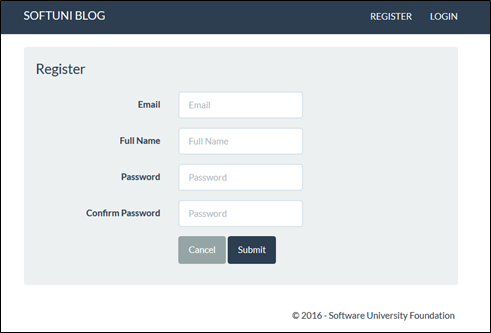 SOFTUNI BLOG REGISTER LOGIN
Register
Email Email
Full Name Full Name
Password Password
Confirm Password Password
Cancel Submit
© 2016 - Software University Foundation